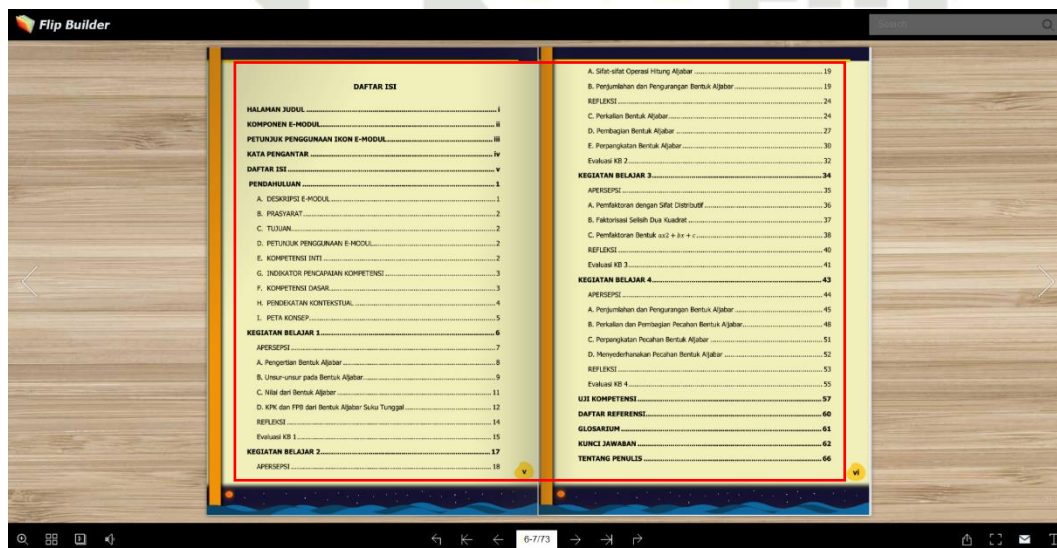 Flip Builder
Search
DAFTAR ISI
HALAMAN JUDUL ........ i
KOMPONEN E-MODUL ........ ii
PETUNJUK PENGGUNAAN IKON E-MODUL ........ iii
KATA PENGANTAR ........ iv
DAFTAR ISI ........ v
PENDAHULUAN ........ 1
A. DESKRIPSI E-MODUL ........ 1
B. PRASYARAT ........ 2
C. TUJUAN ........ 2
D. PETUNJUK PENGGUNAAN E-MODUL ........ 2
E. KOMPETENSI INTI ........ 2
G. INDIKATOR PENCAPAIAN KOMPETENSI ........ 3
F. KOMPETENSI DASAR ........ 3
H. PENDEKATAN KONTEKSTUAL ........ 4
I. PETA KONSEP ........ 5
KEGIATAN BELAJAR 1 ........ 6
APERSEPSI ........ 7
A. Pengertian Bentuk Aljabar ........ 8
B. Unsur-unsur pada Bentuk Aljabar ........ 9
C. Nilai dari Bentuk Aljabar ........ 11
D. KPK dan FPB dari Bentuk Aljabar Suku Tunggal ........ 12
REFLEKSI ........ 14
Evaluasi KB 1 ........ 15
KEGIATAN BELAJAR 2 ........ 17
APERSEPSI ........ 18
v
A. Sifat-sifat Operasi Hitung Aljabar ........ 19
B. Penjumlahan dan Pengurangan Bentuk Aljabar ........ 19
REFLEKSI ........ 24
C. Perkalian Bentuk Aljabar ........ 24
D. Pembagian Bentuk Aljabar ........ 27
E. Perpangkatan Bentuk Aljabar ........ 30
Evaluasi KB 2 ........ 32
KEGIATAN BELAJAR 3 ........ 34
APERSEPSI ........ 35
A. Pemfaktoran dengan Sifat Distributif ........ 36
B. Faktorisasi Selisih Dua Kuadrat ........ 37
C. Pemfaktoran Bentuk ax2 + bx + c ........ 38
REFLEKSI ........ 40
Evaluasi KB 3 ........ 41
KEGIATAN BELAJAR 4 ........ 43
APERSEPSI ........ 44
A. Penjumlahan dan Pengurangan Bentuk Aljabar ........ 45
B. Perkalian dan Pembagian Pecahan Bentuk Aljabar ........ 48
C. Perpangkatan Pecahan Bentuk Aljabar ........ 51
D. Menyederhanakan Pecahan Bentuk Aljabar ........ 52
REFLEKSI ........ 53
Evaluasi KB 4 ........ 55
UJI KOMPETENSI ........ 57
DAFTAR REFERENSI ........ 60
GLOSARIUM ........ 61
KUNCI JAWABAN ........ 62
TENTANG PENULIS ........ 66
vi
6-7/73